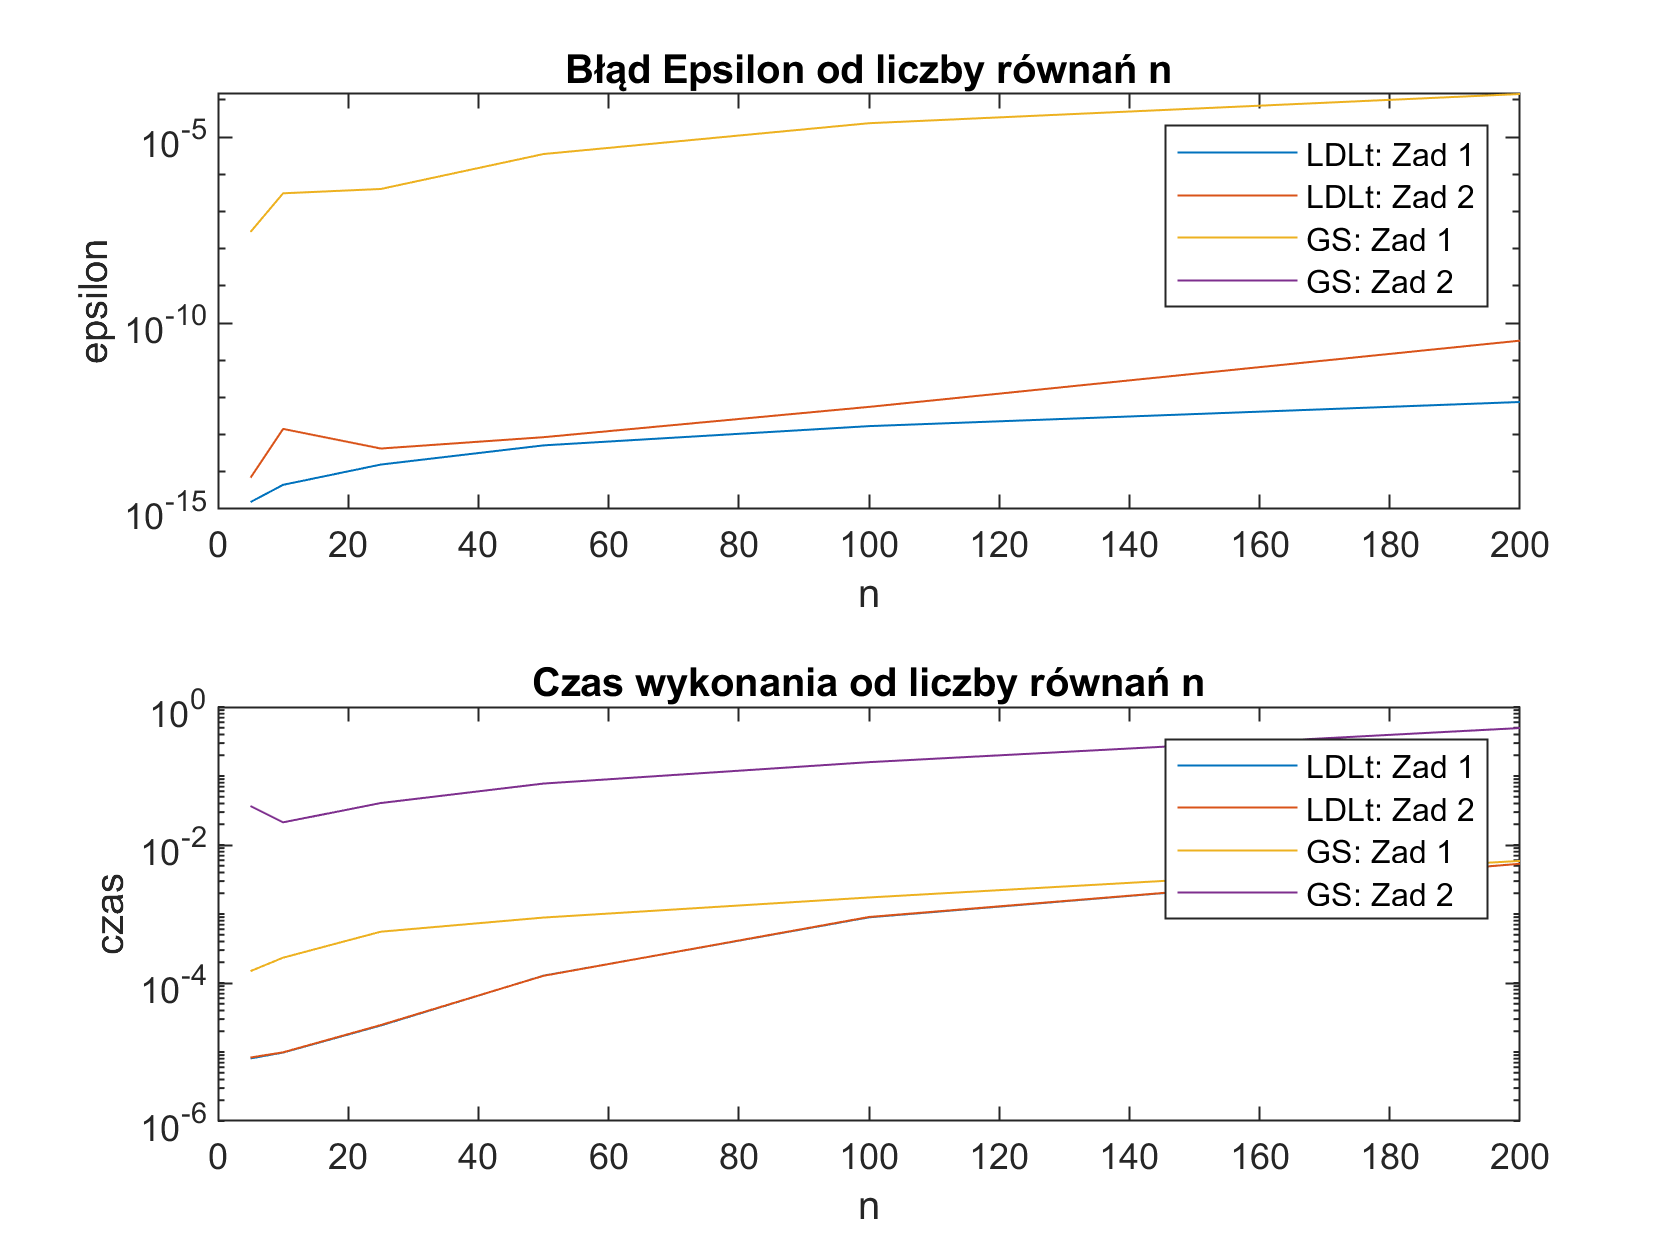 Błąd Epsilon od liczby równań n
epsilon
10^-5
10^-10
10^-15
0 20 40 60 80 100 120 140 160 180 200
n
LDLt: Zad 1
LDLt: Zad 2
GS: Zad 1
GS: Zad 2
Czas wykonania od liczby równań n
czas
10^0
10^-2
10^-4
10^-6
0 20 40 60 80 100 120 140 160 180 200
n
LDLt: Zad 1
LDLt: Zad 2
GS: Zad 1
GS: Zad 2